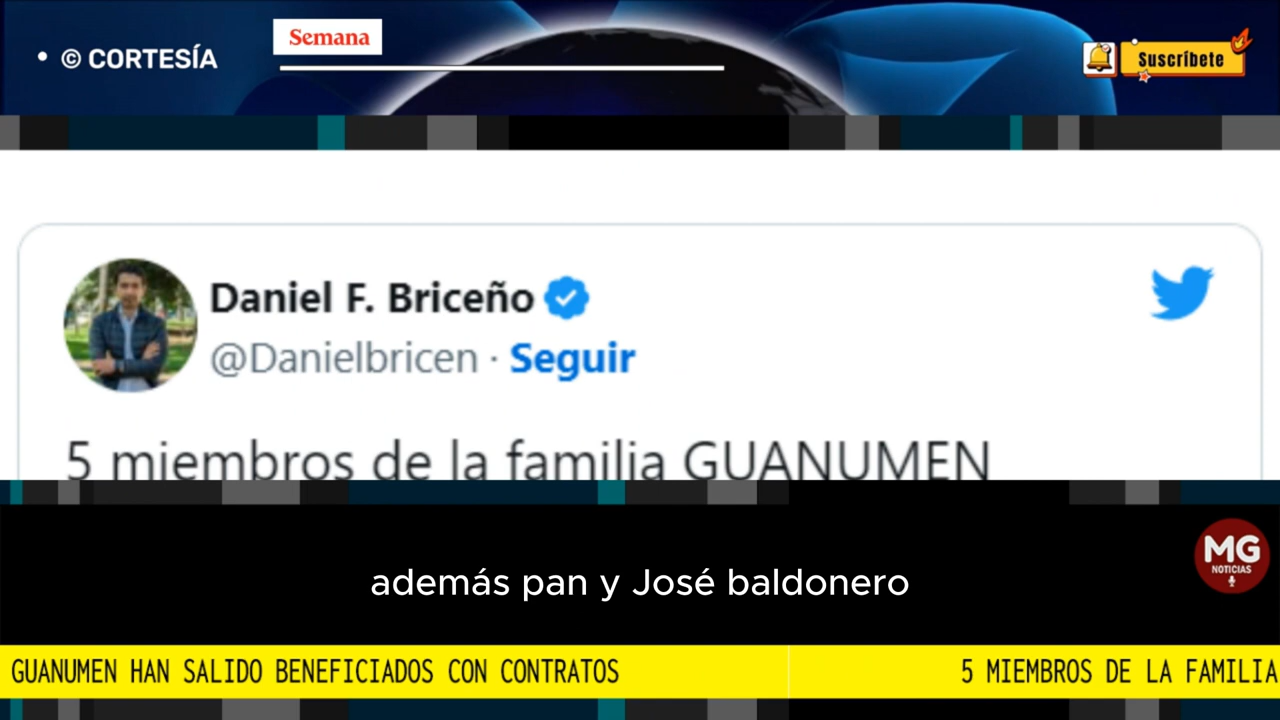 © CORTESÍA
Semana
Suscríbete
Daniel F. Briceño
@Danielbricen · Seguir
5 miembros de la familia GUANUMEN
MG
NOTICIAS
además pan y José baldonero
GUANUMEN HAN SALIDO BENEFICIADOS CON CONTRATOS
5 MIEMBROS DE LA FAMILIA